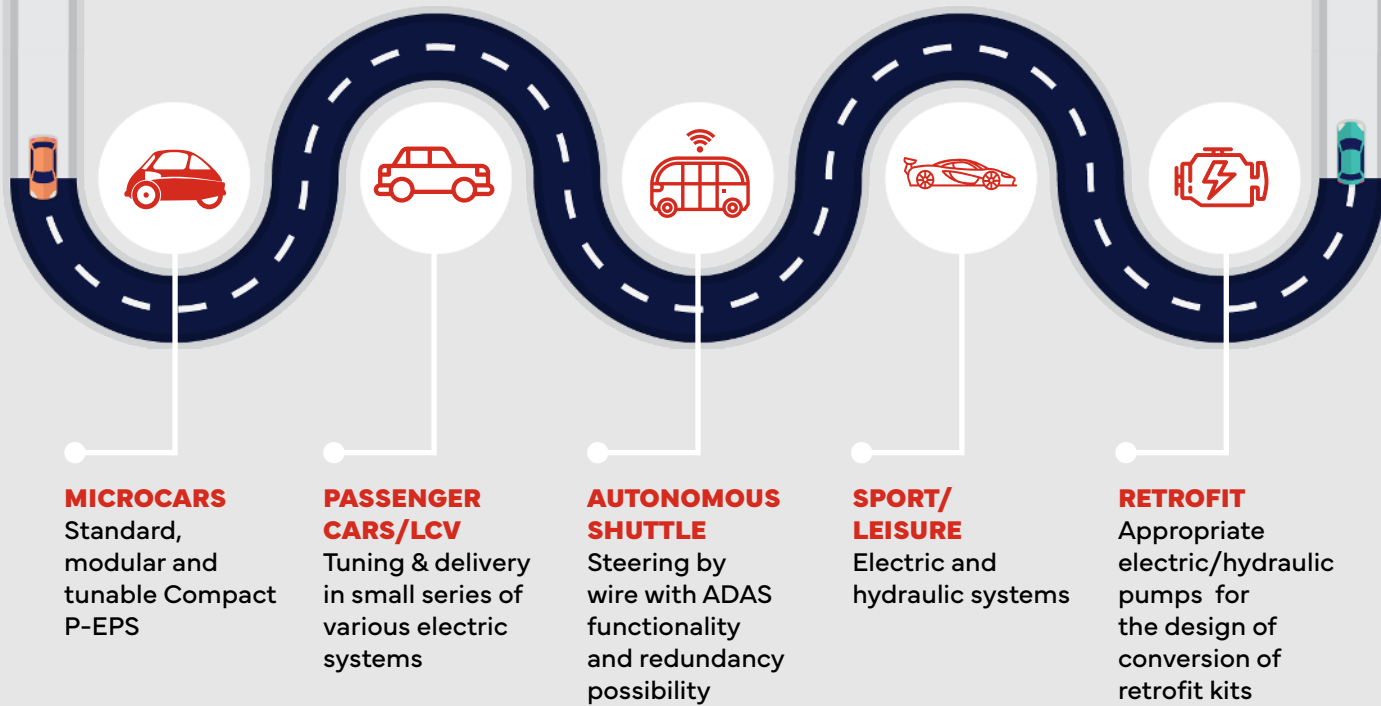 MICROCARS
Standard,
modular and
tunable Compact
P-EPS
PASSENGER
CARS/LCV
Tuning & delivery
in small series of
various electric
systems
AUTONOMOUS
SHUTTLE
Steering by
wire with ADAS
functionality
and redundancy
possibility
SPORT/
LEISURE
Electric and
hydraulic systems
RETROFIT
Appropriate
electric/hydraulic
pumps for
the design of
conversion of
retrofit kits